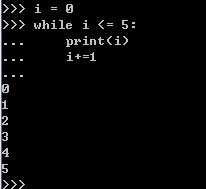 >>> i = 0
>>> while i <= 5:
...     print(i)
...     i+=1
...
0
1
2
3
4
5
>>>